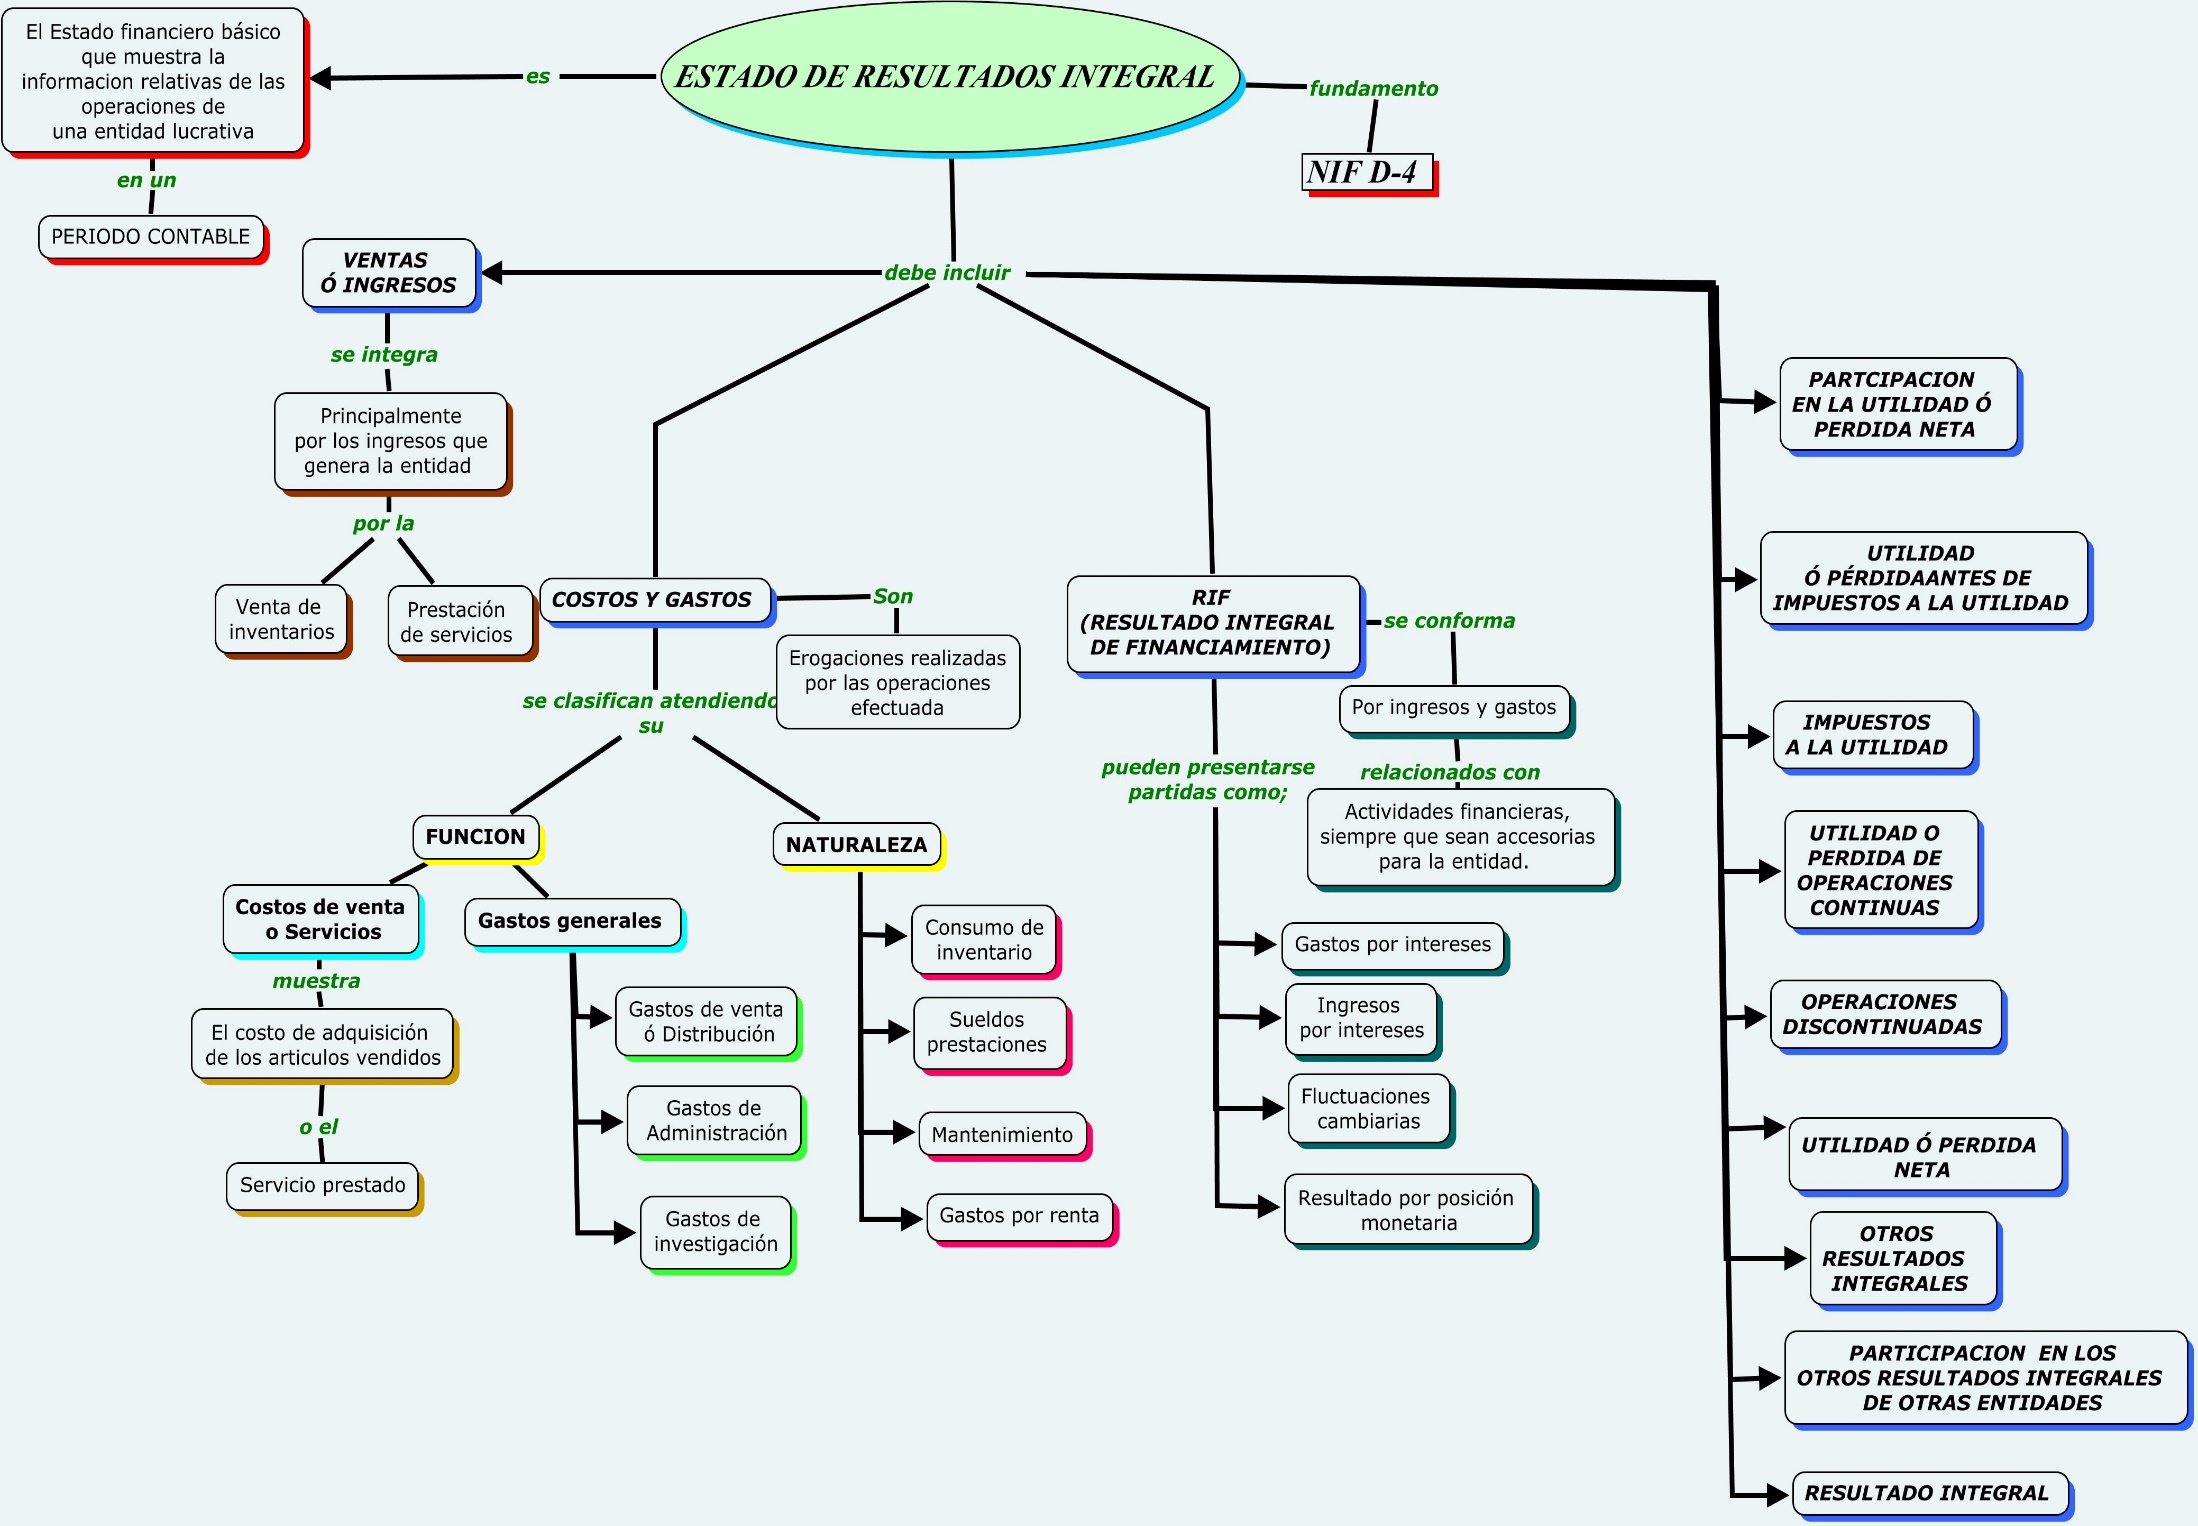 El Estado financiero básico
que muestra la
informacion relativas de las
operaciones de
una entidad lucrativa
es
ESTADO DE RESULTADOS INTEGRAL
fundamento
NIF D-4
en un
PERIODO CONTABLE
debe incluir
VENTAS
Ó INGRESOS
se integra
Principalmente
por los ingresos que
genera la entidad
por la
Venta de
inventarios
Prestación
de servicios
COSTOS Y GASTOS
Son
Erogaciones realizadas
por las operaciones
efectuada
se clasifican atendiendo
su
FUNCION
NATURALEZA
Costos de venta
o Servicios
muestra
El costo de adquisición
de los articulos vendidos
o el
Servicio prestado
Gastos generales
Gastos de venta
ó Distribución
Gastos de
Administración
Gastos de
investigación
Consumo de
inventario
Sueldos
prestaciones
Mantenimiento
Gastos por renta
RIF
(RESULTADO INTEGRAL
DE FINANCIAMIENTO)
se conforma
Por ingresos y gastos
relacionados con
Actividades financieras,
siempre que sean accesorias
para la entidad.
pueden presentarse
partidas como;
Gastos por intereses
Ingresos
por intereses
Fluctuaciones
cambiarias
Resultado por posición
monetaria
PARTCIPACION
EN LA UTILIDAD Ó
PERDIDA NETA
UTILIDAD
Ó PÉRDIDAANTES DE
IMPUESTOS A LA UTILIDAD
IMPUESTOS
A LA UTILIDAD
UTILIDAD O
PERDIDA DE
OPERACIONES
CONTINUAS
OPERACIONES
DISCONTINUADAS
UTILIDAD Ó PERDIDA
NETA
OTROS
RESULTADOS
INTEGRALES
PARTICIPACION  EN LOS
OTROS RESULTADOS INTEGRALES
DE OTRAS ENTIDADES
RESULTADO INTEGRAL